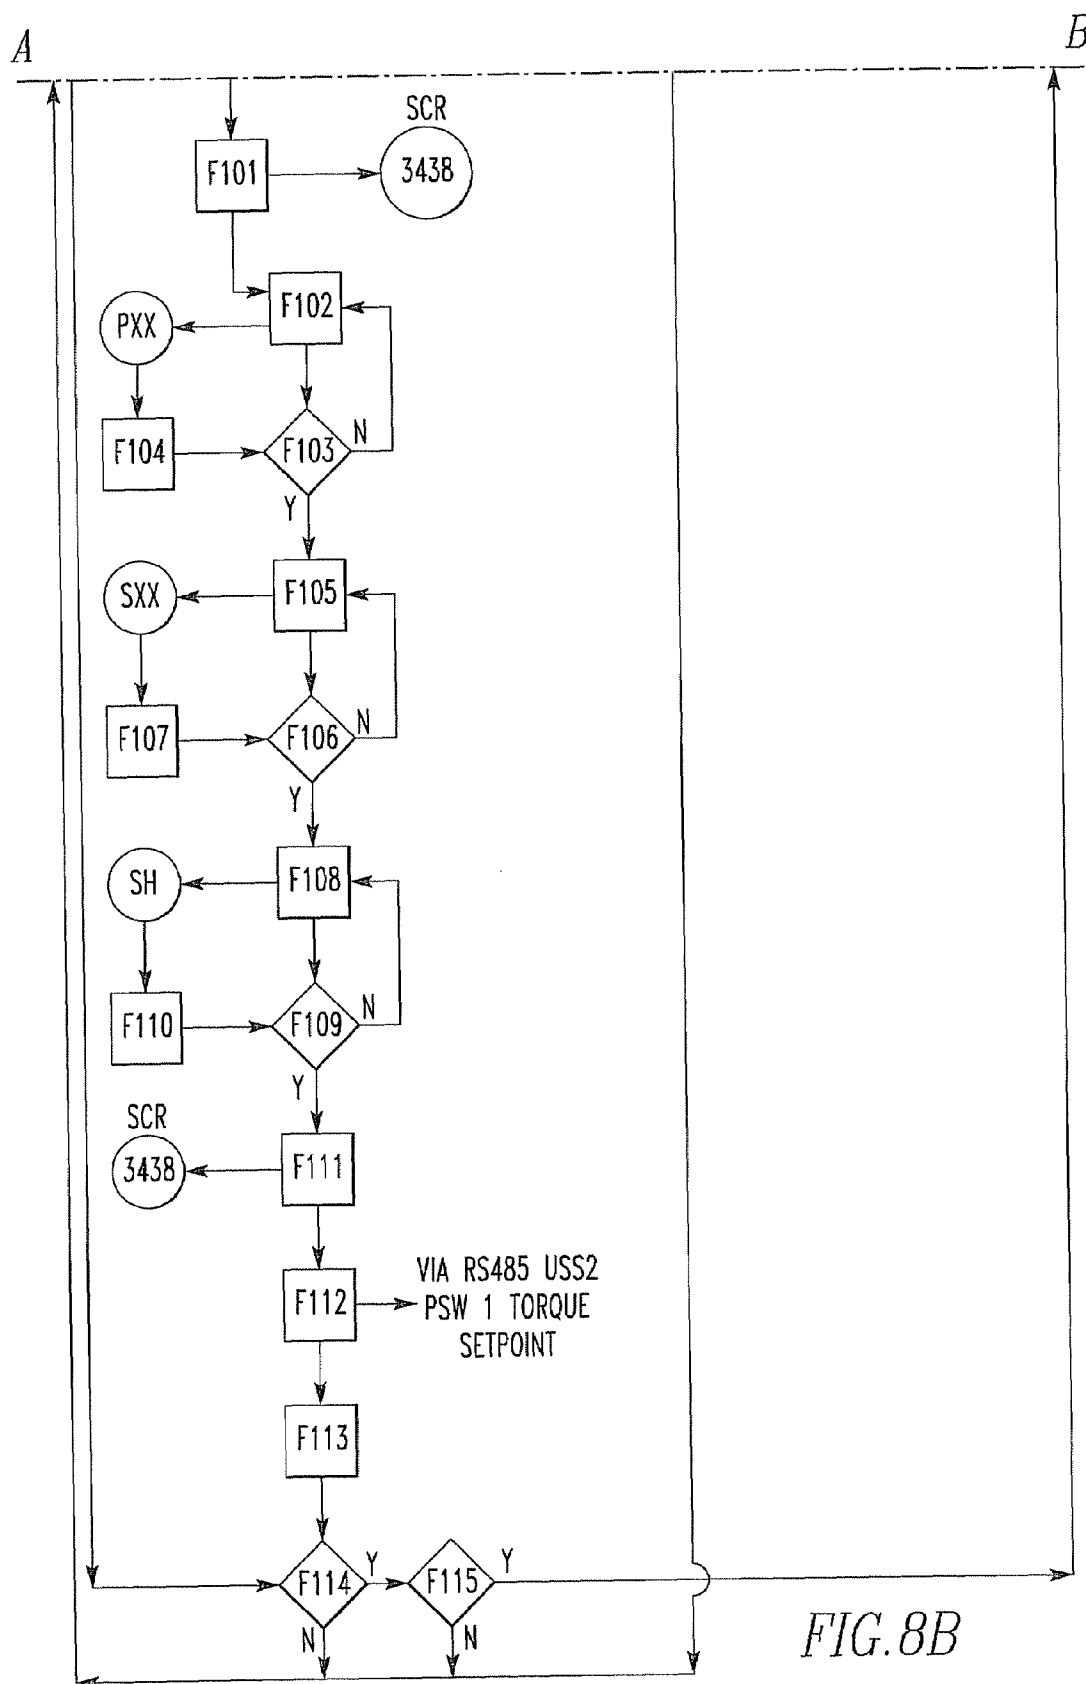 A
B
SCR
F101
3438
F102
PXX
F104
F103
N
Y
SXX
F105
F107
F106
N
Y
SH
F108
F110
F109
N
Y
SCR
3438
F111
F112
VIA RS485 USS2
PSW 1 TORQUE
SETPOINT
F113
F114
Y
F115
Y
N
N
FIG.8B